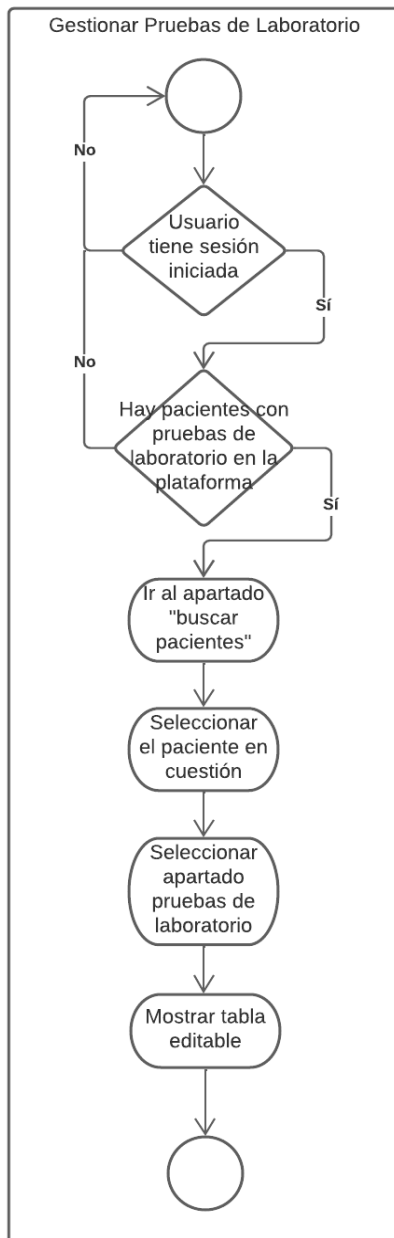 Gestionar Pruebas de Laboratorio
No
Usuario
tiene sesión
iniciada
Sí
No
Hay pacientes con
pruebas de
laboratorio en la
plataforma
Sí
Ir al apartado
"buscar
pacientes"
Seleccionar
el paciente en
cuestión
Seleccionar
apartado
pruebas de
laboratorio
Mostrar tabla
editable